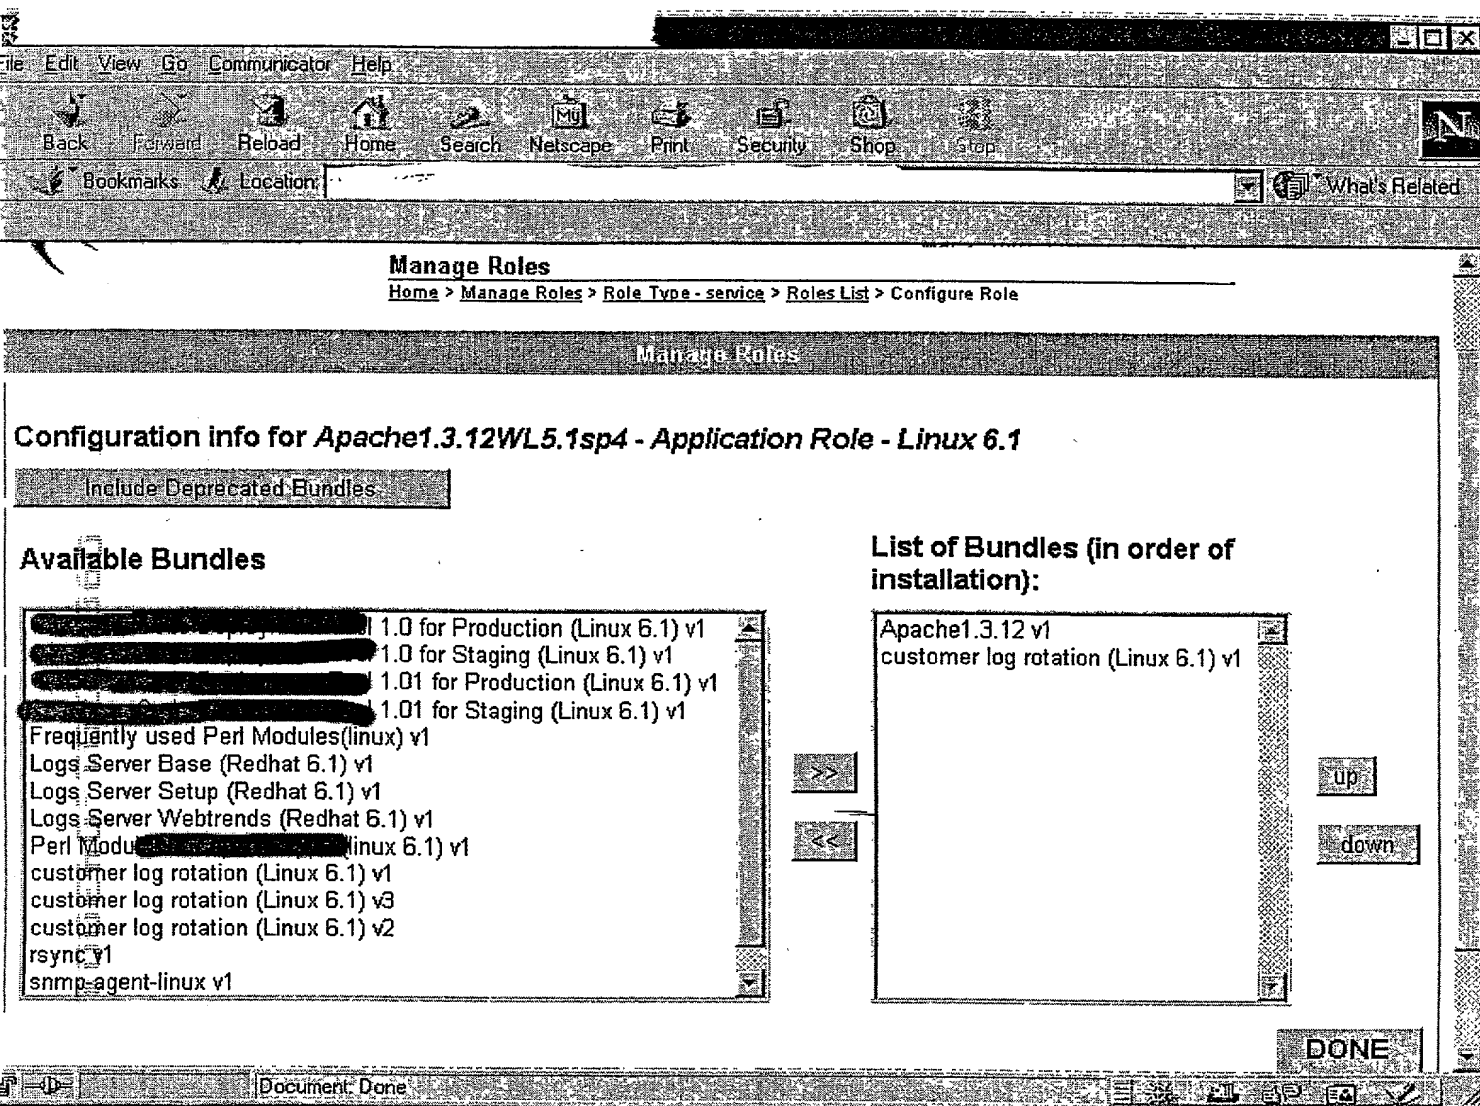 File Edit View Go Communicator Help
Back Forward Reload Home Search Netscape Print Security Shop Stop
My
N
Bookmarks Location: What's Related
Manage Roles
Home > Manage Roles > Role Type - service > Roles List > Configure Role
Manage Roles
Configuration info for Apache1.3.12WL5.1sp4 - Application Role - Linux 6.1
Include Deprecated Bundles
Available Bundles
1.0 for Production (Linux 6.1) v1
1.0 for Staging (Linux 6.1) v1
1.01 for Production (Linux 6.1) v1
1.01 for Staging (Linux 6.1) v1
Frequently used Perl Modules(linux) v1
Logs Server Base (Redhat 6.1) v1
Logs Server Setup (Redhat 6.1) v1
Logs Server Webtrends (Redhat 6.1) v1
Perl Modu linux 6.1) v1
customer log rotation (Linux 6.1) v1
customer log rotation (Linux 6.1) v3
customer log rotation (Linux 6.1) v2
rsync v1
snmp-agent-linux v1
>>
<<
List of Bundles (in order of
installation):
Apache1.3.12 v1
customer log rotation (Linux 6.1) v1
up
down
DONE
Document: Done